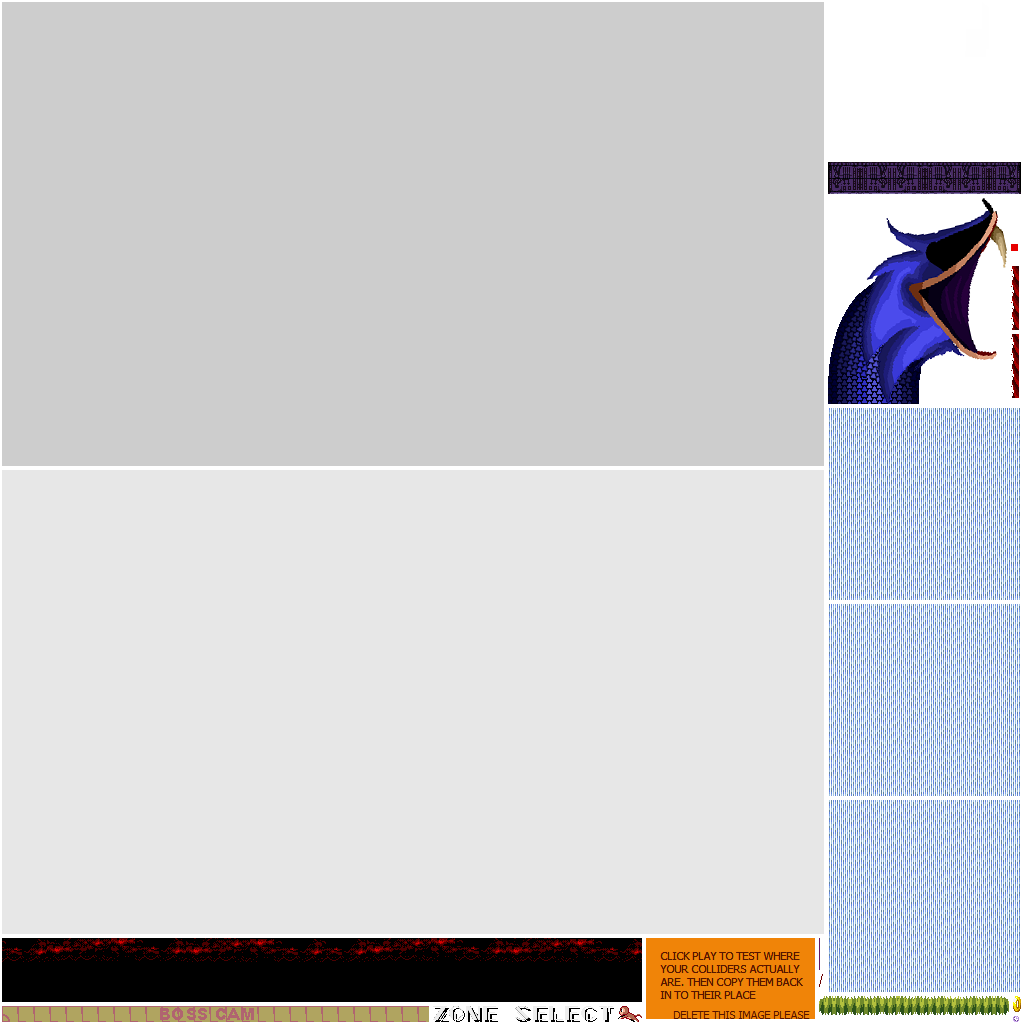 CLICK PLAY TO TEST WHERE
YOUR COLLIDERS ACTUALLY
ARE. THEN COPY THEM BACK
IN TO THEIR PLACE
DELETE THIS IMAGE PLEASE
BOSS CAM
ZONE SELECT